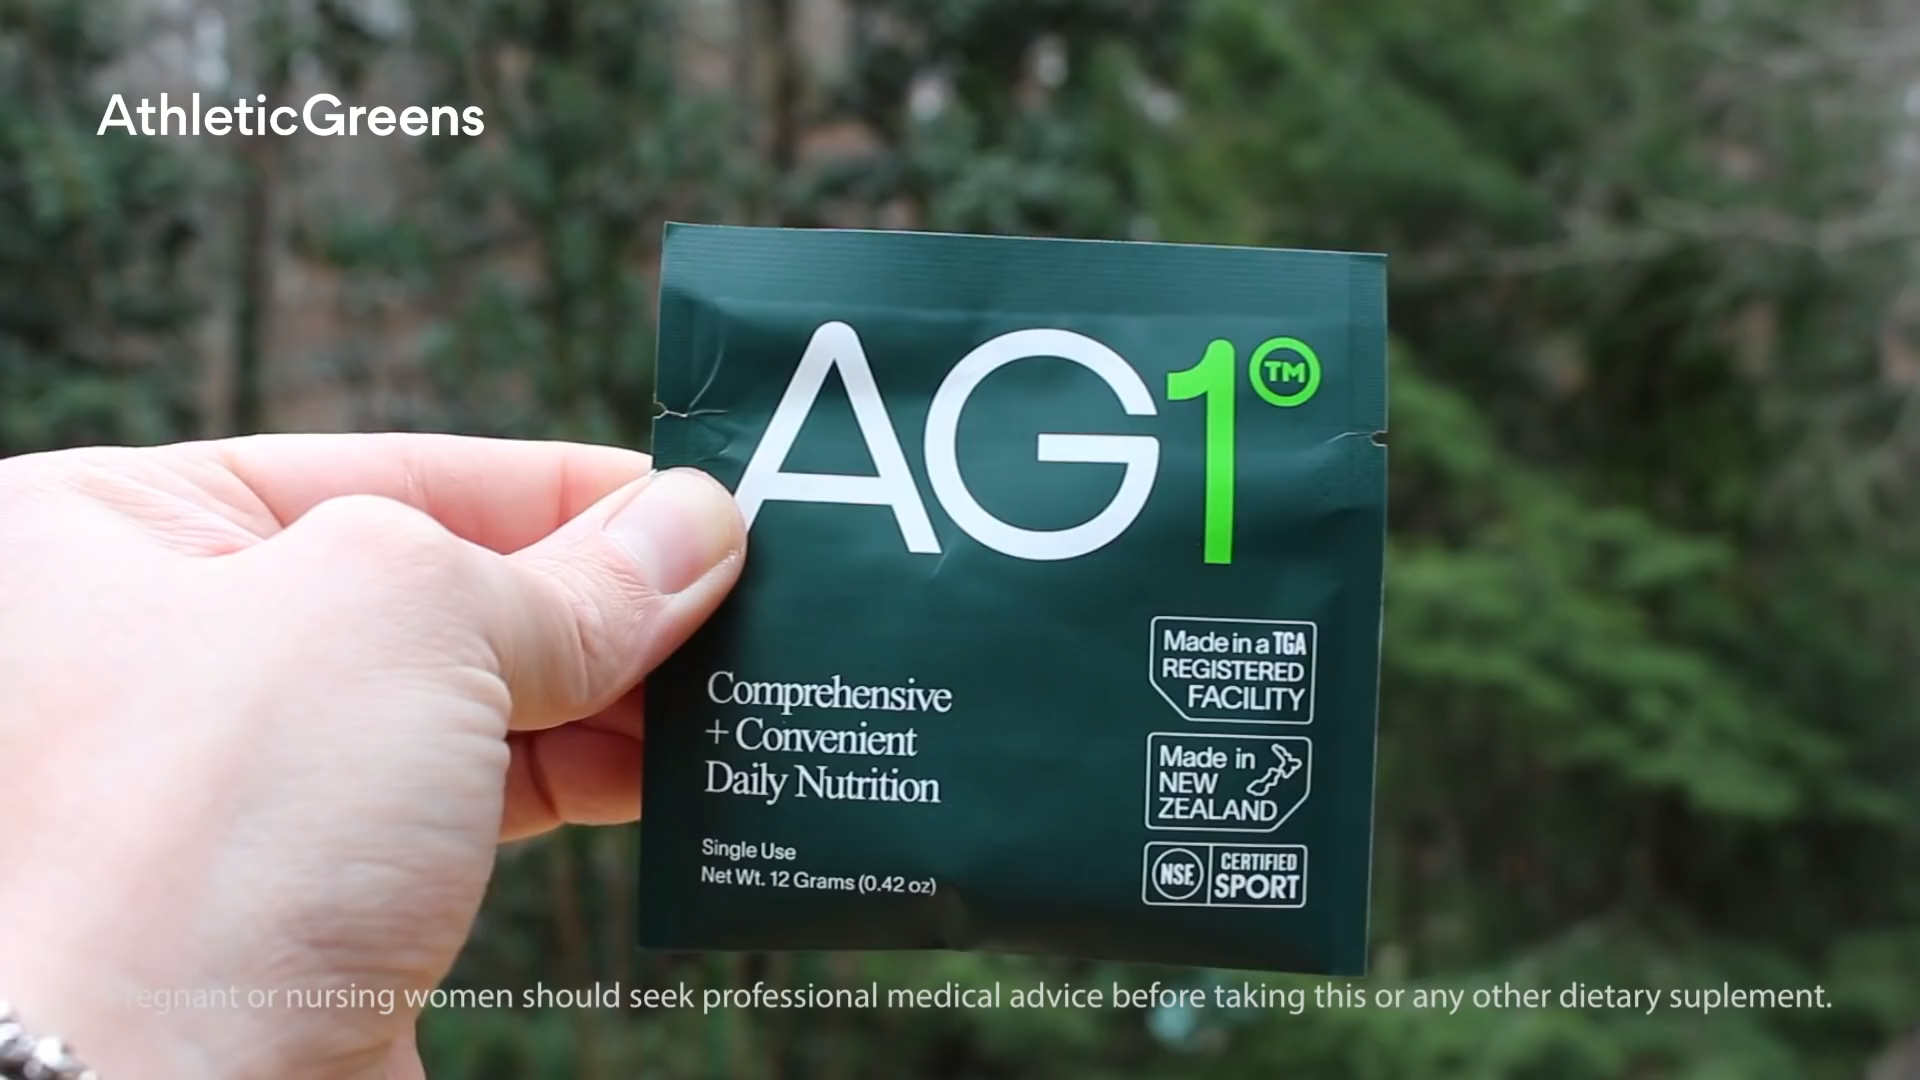 AthleticGreens
AG1 TM
Comprehensive
+ Convenient
Daily Nutrition
Single Use
Net Wt. 12 Grams (0.42 oz)
Made in a TGA
REGISTERED
FACILITY
Made in
NEW
ZEALAND
NSF
CERTIFIED
SPORT
or nursing women should seek professional medical advice before taking this or any other dietary suplement.